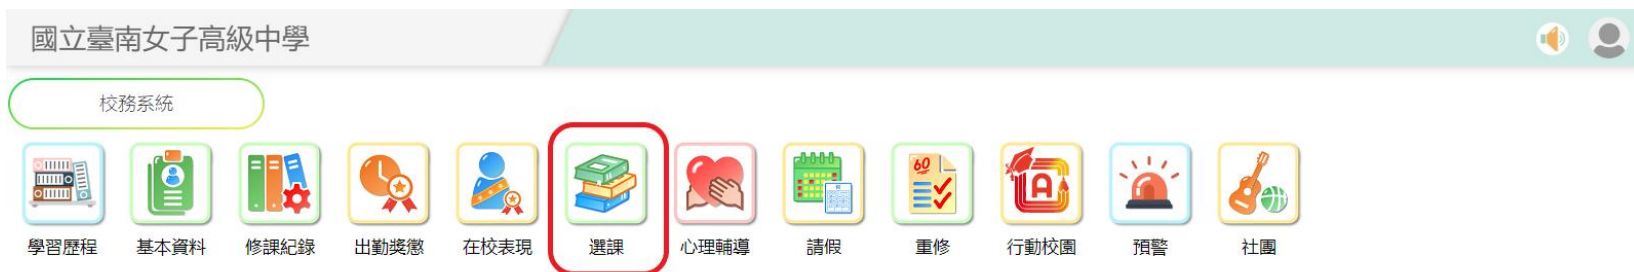 國立臺南女子高級中學
校務系統
60
A
學習歷程 基本資料 修課紀錄 出勤獎懲 在校表現 選課 心理輔導 請假 重修 行動校園 預警 社團